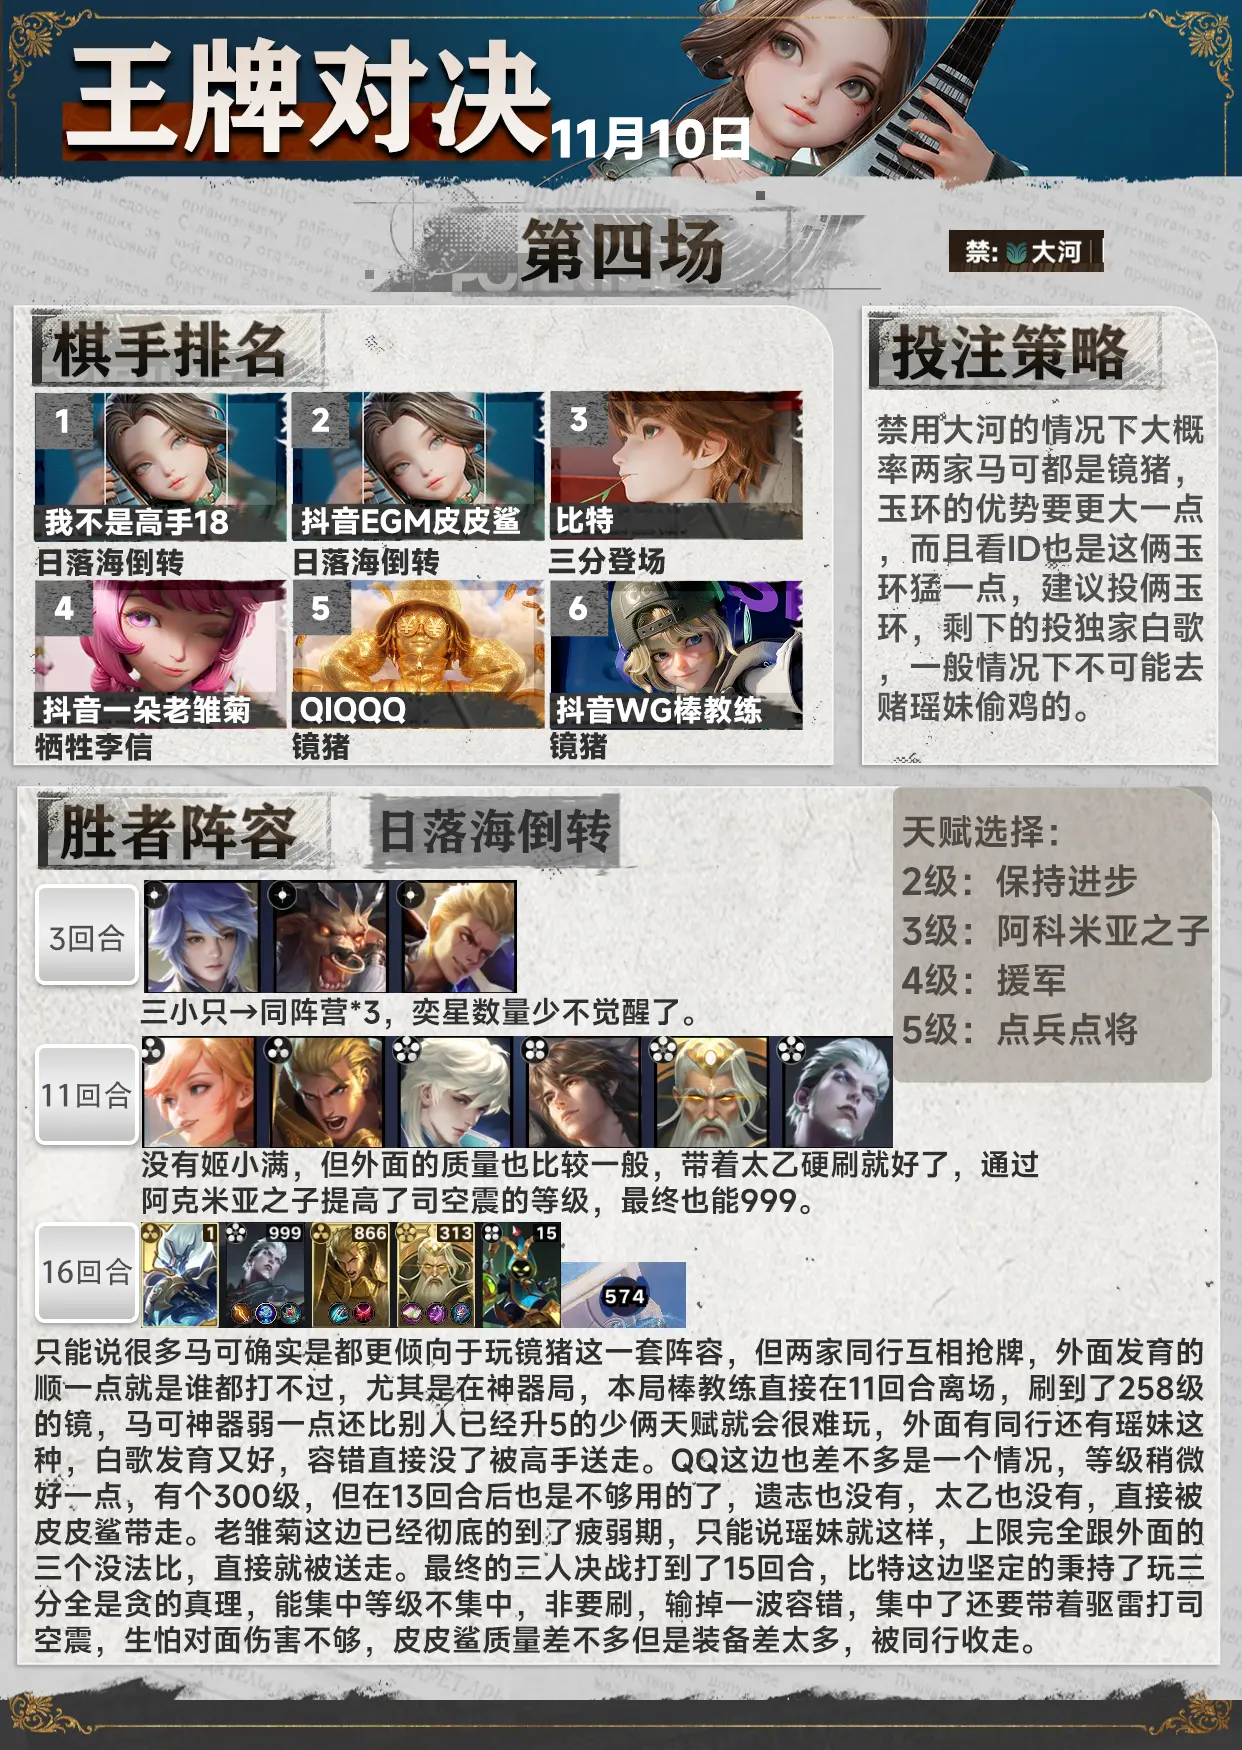 王牌对决
11月10日
第四场
禁: 大河
棋手排名
1
我不是高手18
日落海倒转
2
抖音EGM皮皮鲨
日落海倒转
3
比特
三分登场
4
抖音一朵老雏菊
牺牲李信
5
QIQQQ
镜猪
6
抖音WG棒教练
镜猪
投注策略
禁用大河的情况下大概
率两家马可都是镜猪，
玉环的优势要更大一点
，而且看ID也是这俩玉
环猛一点，建议投俩玉
环，剩下的投独家白歌
，一般情况下不可能去
赌瑶妹偷鸡的。
胜者阵容
日落海倒转
天赋选择：
2级：保持进步
3级：阿科米亚之子
4级：援军
5级：点兵点将
3回合
三小只→同阵营*3，奕星数量少不觉醒了。
11回合
没有姬小满，但外面的质量也比较一般，带着太乙硬刷就好了，通过
阿克米亚之子提高了司空震的等级，最终也能999。
16回合
1
999
866
313
15
574
只能说很多马可确实是都更倾向于玩镜猪这一套阵容，但两家同行互相抢牌，外面发育的
顺一点就是谁都打不过，尤其是在神器局，本局棒教练直接在11回合离场，刷到了258级
的镜，马可神器弱一点还比别人已经升5的少俩天赋就会很难玩，外面有同行还有瑶妹这
种，白歌发育又好，容错直接没了被高手送走。QQ这边也差不多是一个情况，等级稍微
好一点，有个300级，但在13回合后也是不够用的了，遗志也没有，太乙也没有，直接被
皮皮鲨带走。老雏菊这边已经彻底的到了疲弱期，只能说瑶妹就这样，上限完全跟外面的
三个没法比，直接就被送走。最终的三人决战打到了15回合，比特这边坚定的秉持了玩三
分全是贪的真理，能集中等级不集中，非要刷，输掉一波容错，集中了还要带着驱雷打司
空震，生怕对面伤害不够，皮皮鲨质量差不多但是装备差太多，被同行收走。